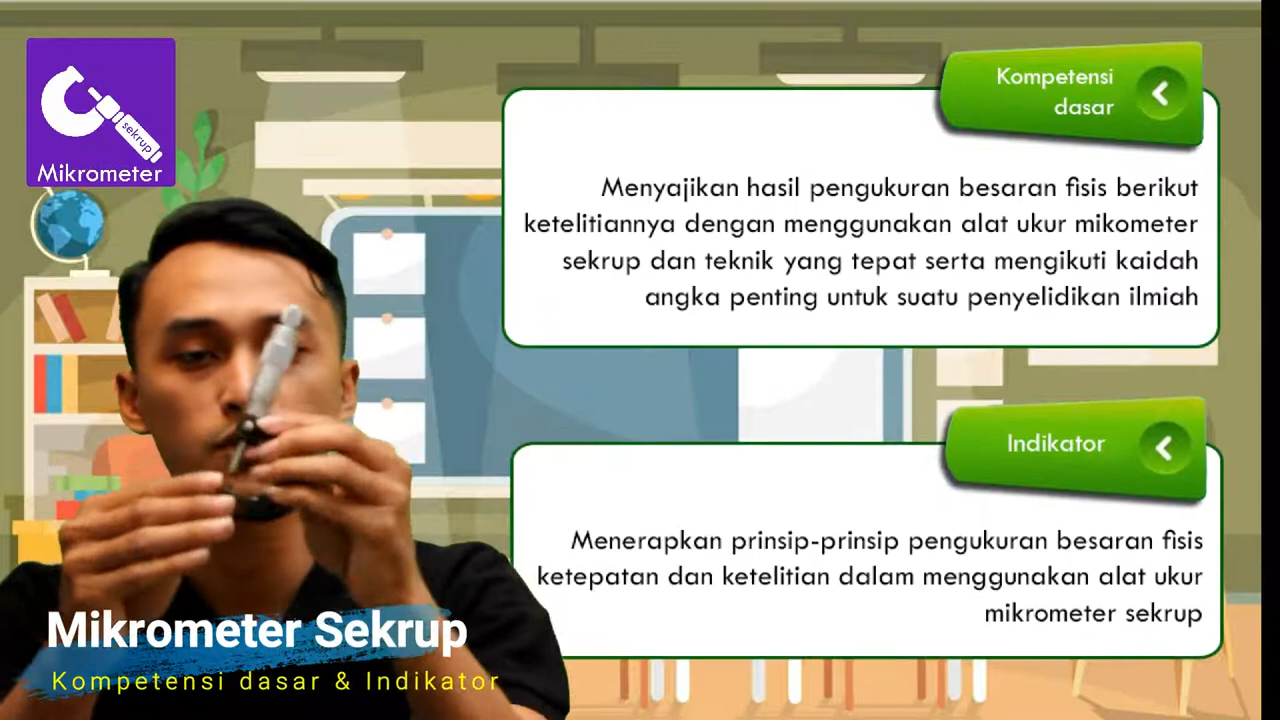 sekrup
Mikrometer
Kompetensi
dasar
Menyajikan hasil pengukuran besaran fisis berikut
ketelitiannya dengan menggunakan alat ukur mikometer
sekrup dan teknik yang tepat serta mengikuti kaidah
angka penting untuk suatu penyelidikan ilmiah
Indikator
Menerapkan prinsip-prinsip pengukuran besaran fisis
ketepatan dan ketelitian dalam menggunakan alat ukur
mikrometer sekrup
Mikrometer Sekrup
Kompetensi dasar & Indikator